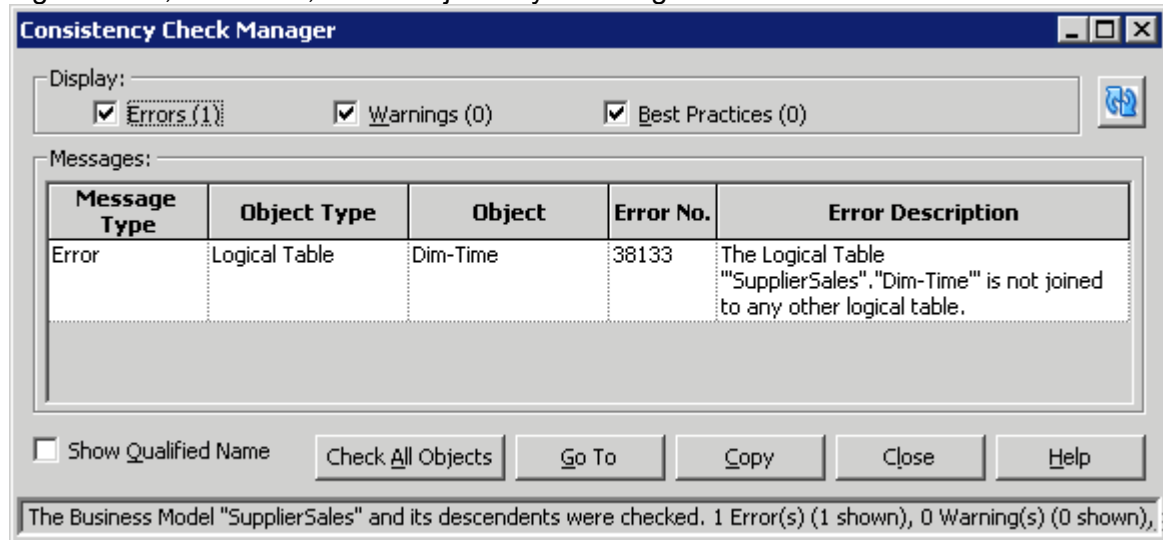 Consistency Check Manager
Display:
Errors (1)
Warnings (0)
Best Practices (0)
Messages:
Message Type
Object Type
Object
Error No.
Error Description
Error
Logical Table
Dim-Time
38133
The Logical Table
'"SupplierSales"."Dim-Time"' is not joined
to any other logical table.
Show Qualified Name
Check All Objects
Go To
Copy
Close
Help
The Business Model "SupplierSales" and its descendents were checked. 1 Error(s) (1 shown), 0 Warning(s) (0 shown),